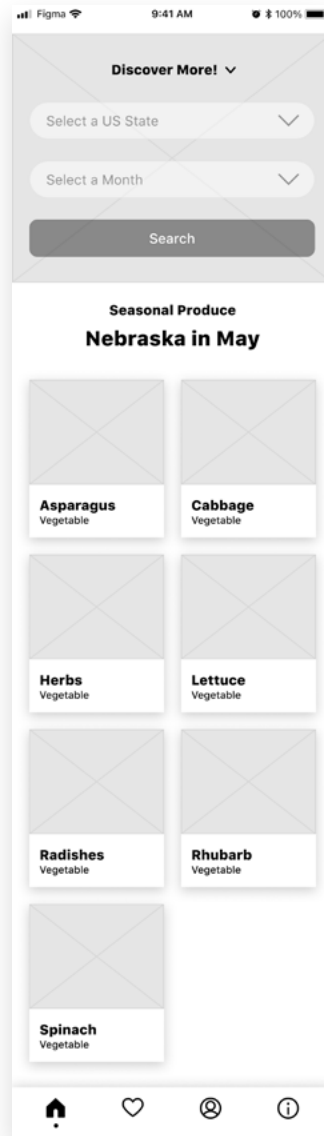 Figma 9:41 AM 100%
Discover More!
Select a US State
Select a Month
Search
Seasonal Produce
Nebraska in May
Asparagus
Vegetable
Cabbage
Vegetable
Herbs
Vegetable
Lettuce
Vegetable
Radishes
Vegetable
Rhubarb
Vegetable
Spinach
Vegetable